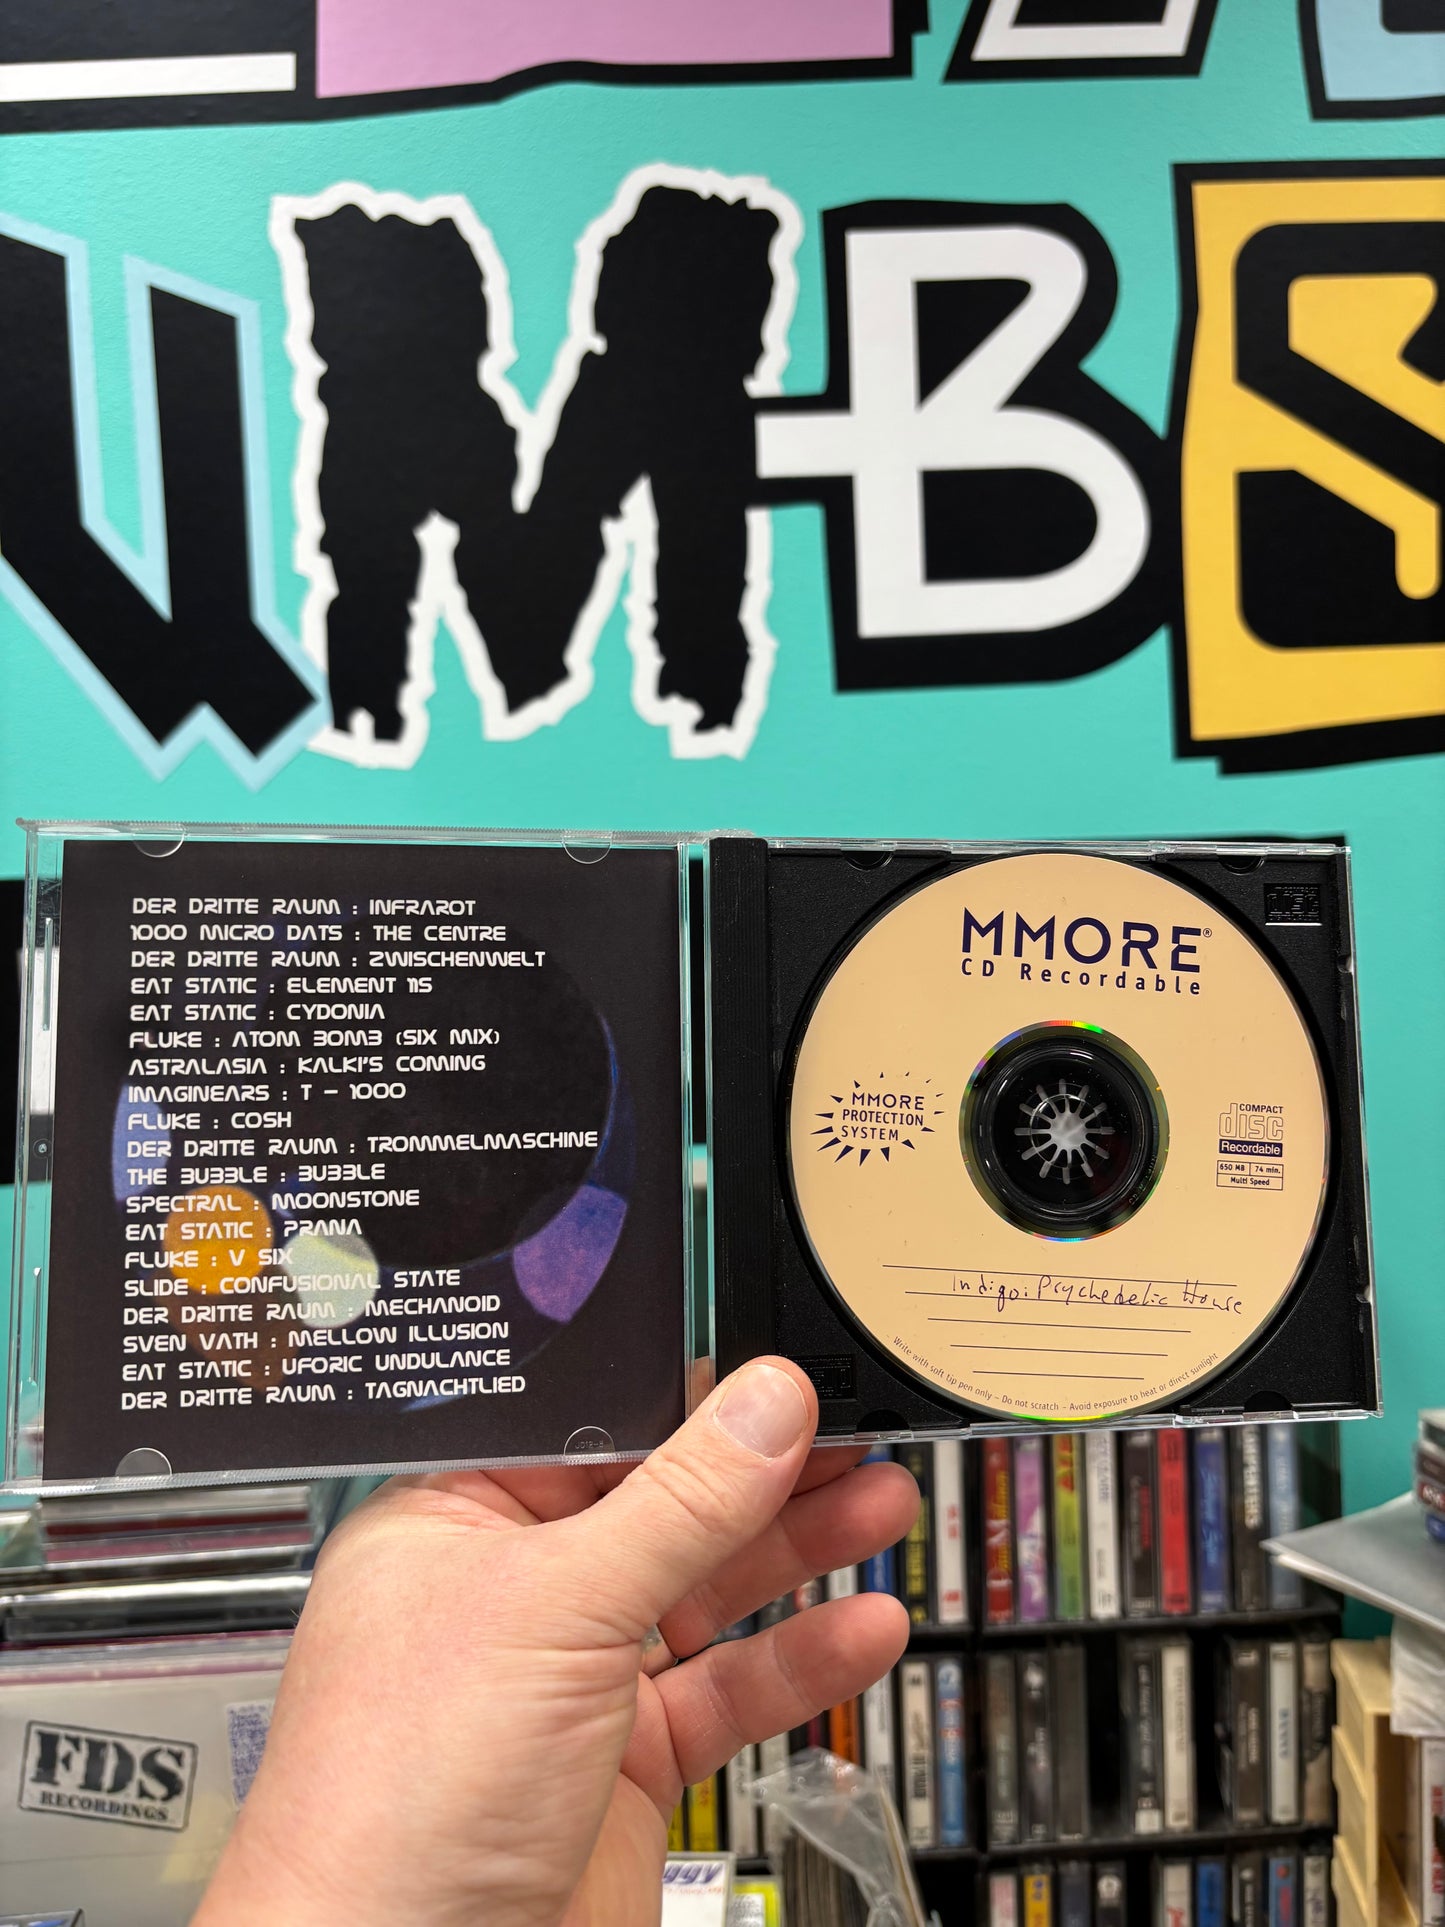 UMBS
DER DRITTE RAUM : INFRAROT
1000 MICRO DATS : THE CENTRE
DER DRITTE RAUM : ZWISCHENWELT
EAT STATIC : ELEMENT 115
EAT STATIC : CYDONIA
FLUKE : ATOM BOMB (SIX MIX)
ASTRALASIA : KALKI'S COMING
IMAGINEARS : T - 1000
FLUKE : COSH
DER DRITTE RAUM : TROMMELMASCHINE
THE BUBBLE : BUBBLE
SPECTRAL : MOONSTONE
EAT STATIC : PRANA
FLUKE : V SIX
SLIDE : CONFUSIONAL STATE
DER DRITTE RAUM : MECHANOID
SVEN VATH : MELLOW ILLUSION
EAT STATIC : UFORIC UNDULANCE
DER DRITTE RAUM : TAGNACHTLIED
MMORE®
CD Recordable
MMORE
PROTECTION
SYSTEM
COMPACT
disc
Recordable
650 MB 74 min.
Multi Speed
Indigo: Psychedelic House
Write with soft tip pen only – Do not scratch – Avoid exposure to heat or direct sunlight
COMPACT
disc
FDS
RECORDINGS